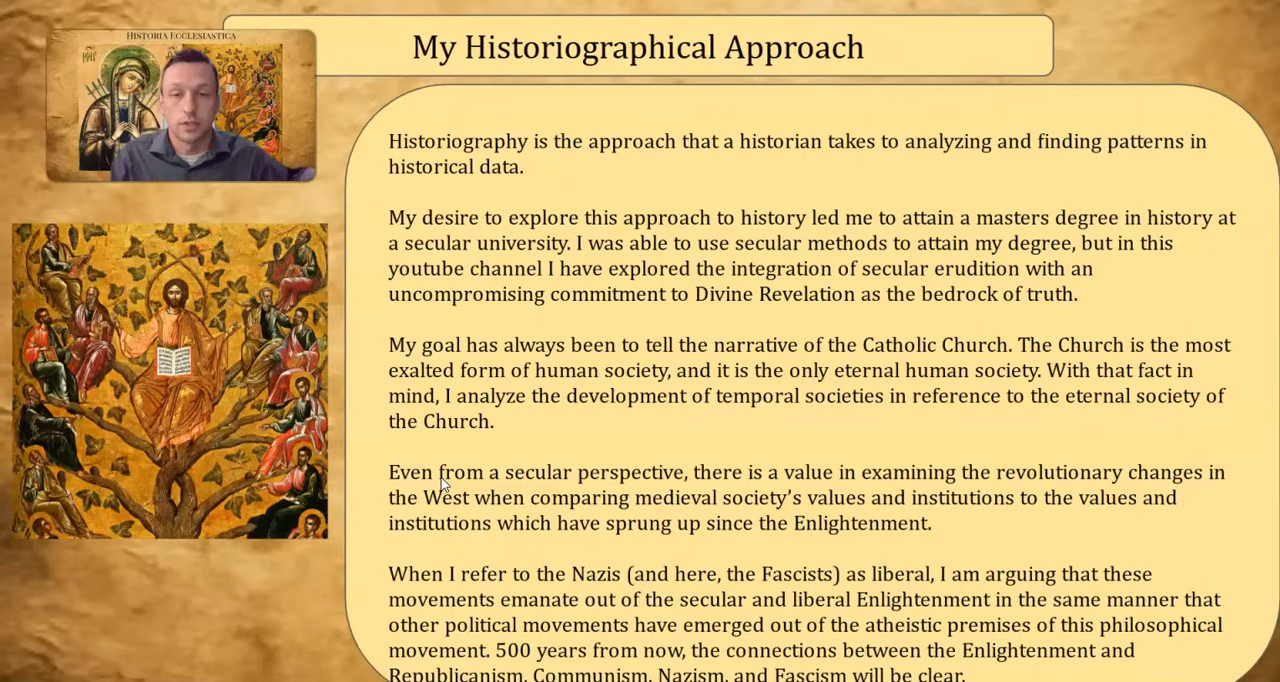 HISTORIA ECCLESIASTICA
My Historiographical Approach
Historiography is the approach that a historian takes to analyzing and finding patterns in
historical data.
My desire to explore this approach to history led me to attain a masters degree in history at
a secular university. I was able to use secular methods to attain my degree, but in this
youtube channel I have explored the integration of secular erudition with an
uncompromising commitment to Divine Revelation as the bedrock of truth.
My goal has always been to tell the narrative of the Catholic Church. The Church is the most
exalted form of human society, and it is the only eternal human society. With that fact in
mind, I analyze the development of temporal societies in reference to the eternal society of
the Church.
Even from a secular perspective, there is a value in examining the revolutionary changes in
the West when comparing medieval society's values and institutions to the values and
institutions which have sprung up since the Enlightenment.
When I refer to the Nazis (and here, the Fascists) as liberal, I am arguing that these
movements emanate out of the secular and liberal Enlightenment in the same manner that
other political movements have emerged out of the atheistic premises of this philosophical
movement. 500 years from now, the connections between the Enlightenment and
Republicanism, Communism, Nazism, and Fascism will be clear.